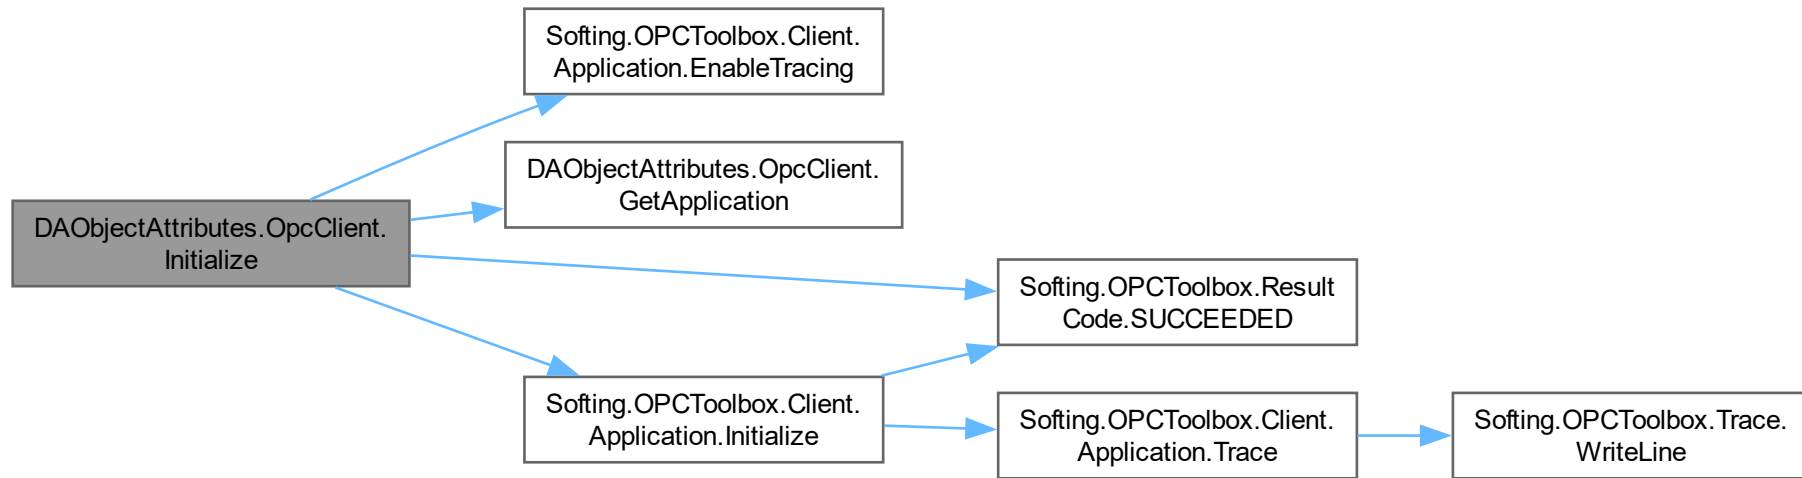 DAObjectAttributes.OpcClient.
Initialize
Softing.OPCToolbox.Client.
Application.EnableTracing
DAObjectAttributes.OpcClient.
GetApplication
Softing.OPCToolbox.Result
Code.SUCCEEDED
Softing.OPCToolbox.Client.
Application.Initialize
Softing.OPCToolbox.Client.
Application.Trace
Softing.OPCToolbox.Trace.
WriteLine